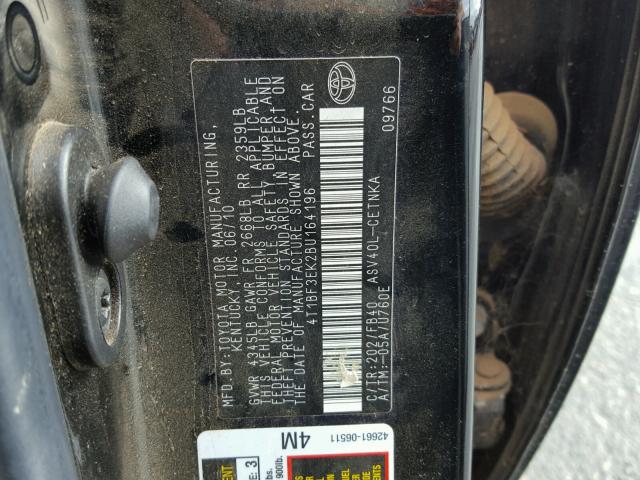 MFD.BY:TOYOTA MOTOR MANUFACTURING,
KENTUCKY, INC. 06/10
GVWR 4345LB GAWR FR 2668LB RR 2359LB
THIS VEHICLE CONFORMS TO ALL APPLICABLE
FEDERAL MOTOR VEHICLE SAFETY, BUMPER, AND
THEFT PREVENTION STANDARDS IN EFFECT ON
THE DATE OF MANUFACTURE SHOWN ABOVE.
4T1BF3EK2BU164196 PASS.CAR
C/TR:202/FB40 ASV40L-CETNKA
A/TM:-05A/U760E
09766
42661-06511
4M
3
900lb.